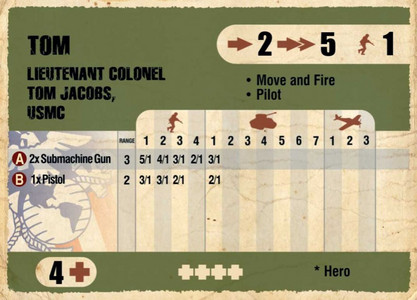 TOM
2 5 1
LIEUTENANT COLONEL
TOM JACOBS,
USMC
• Move and Fire
• Pilot
RANGE 1 2 3 4 1 2 3 4 5 6 7 1 2 3
A 2x Submachine Gun 3 5/1 4/1 3/1 2/1 3/1
B 1x Pistol 2 3/1 3/1 2/1 2/1
4
* Hero